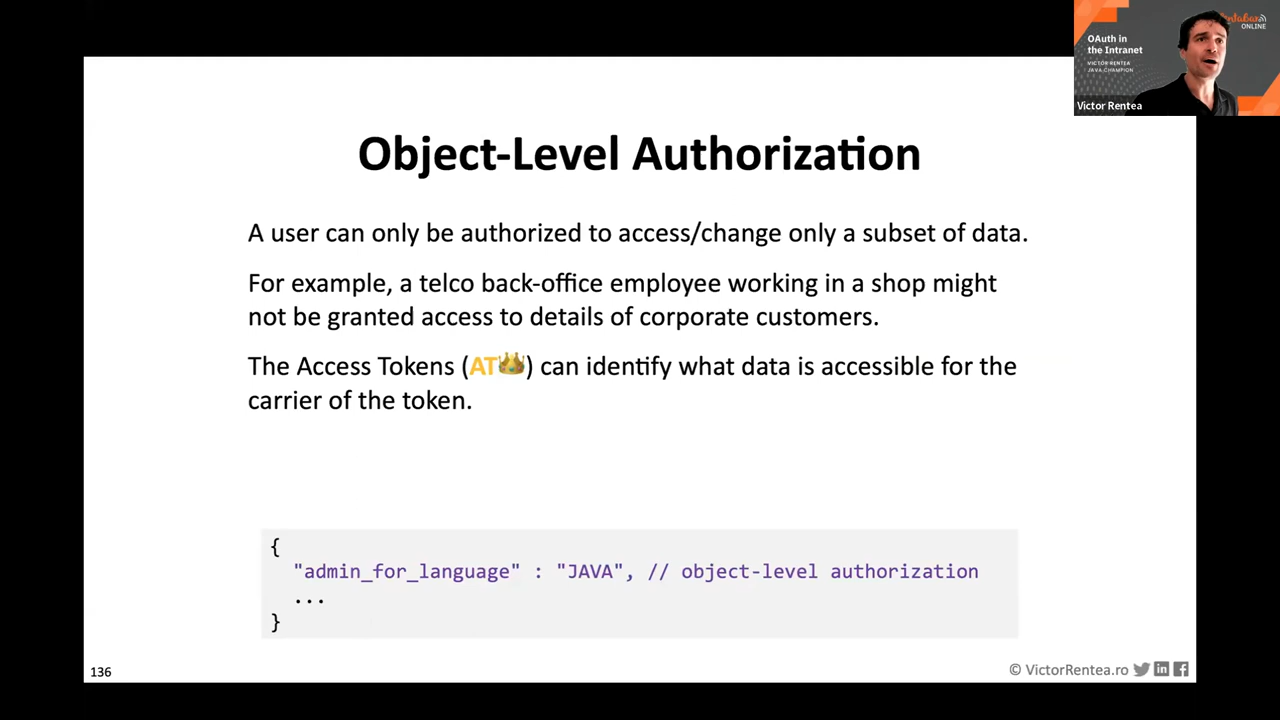 OAuth in
the Intranet
VICTOR RENTEA
JAVA CHAMPION
ONLINE
Victor Rentea
Object-Level Authorization
A user can only be authorized to access/change only a subset of data.
For example, a telco back-office employee working in a shop might
not be granted access to details of corporate customers.
The Access Tokens (AT👑) can identify what data is accessible for the
carrier of the token.
{
"admin_for_language" : "JAVA", // object-level authorization
...
}
136
© VictorRentea.ro